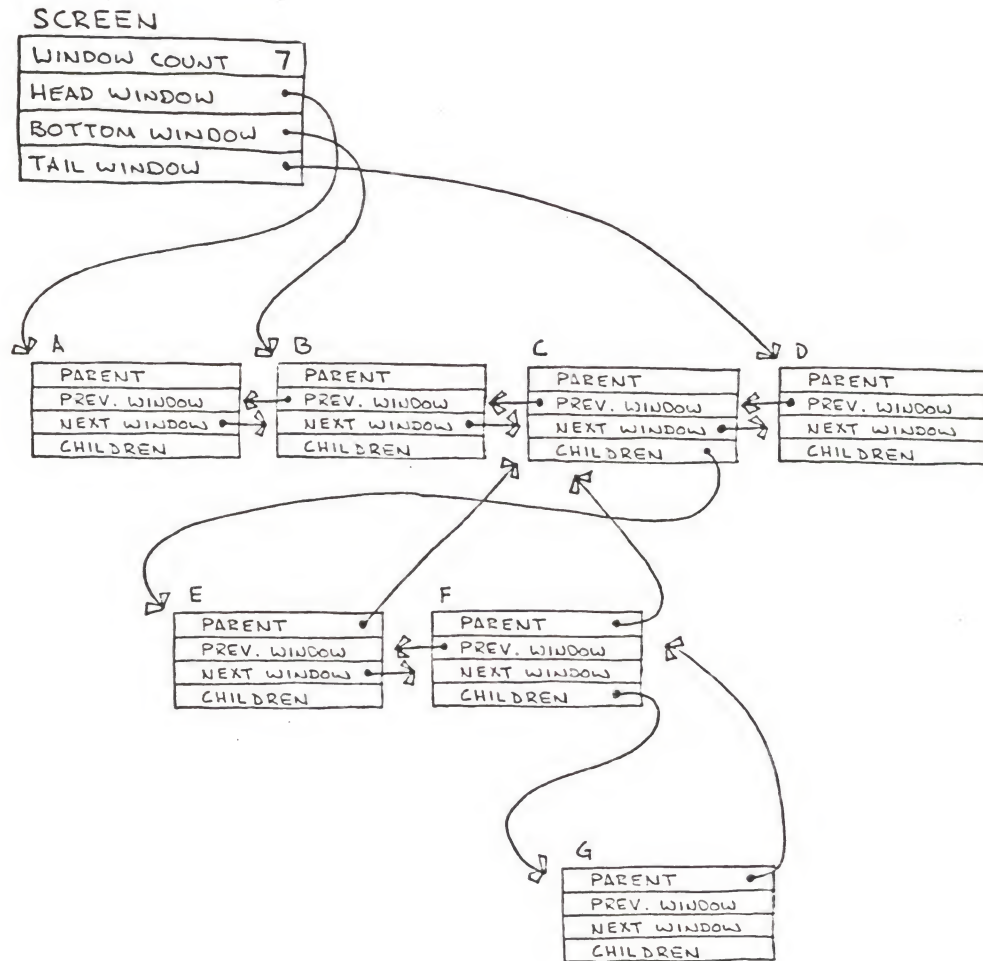 SCREEN
WINDOW COUNT 7
HEAD WINDOW
BOTTOM WINDOW
TAIL WINDOW
A
PARENT
PREV. WINDOW
NEXT WINDOW
CHILDREN
B
PARENT
PREV. WINDOW
NEXT WINDOW
CHILDREN
C
PARENT
PREV. WINDOW
NEXT WINDOW
CHILDREN
D
PARENT
PREV. WINDOW
NEXT WINDOW
CHILDREN
E
PARENT
PREV. WINDOW
NEXT WINDOW
CHILDREN
F
PARENT
PREV. WINDOW
NEXT WINDOW
CHILDREN
G
PARENT
PREV. WINDOW
NEXT WINDOW
CHILDREN